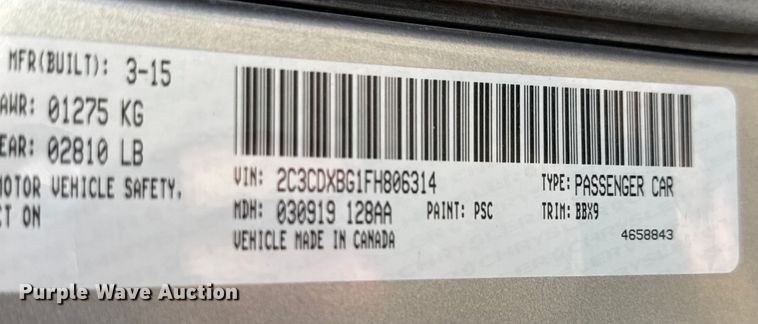 MFR(BUILT): 3-15
AWR: 01275 KG
EAR: 02810 LB
MOTOR VEHICLE SAFETY,
CT ON
VIN: 2C3CDXBG1FH806314 TYPE: PASSENGER CAR
MDH: 030919 128AA PAINT: PSC TRIM: BBX9
VEHICLE MADE IN CANADA 4658843
Purple Wave Auction